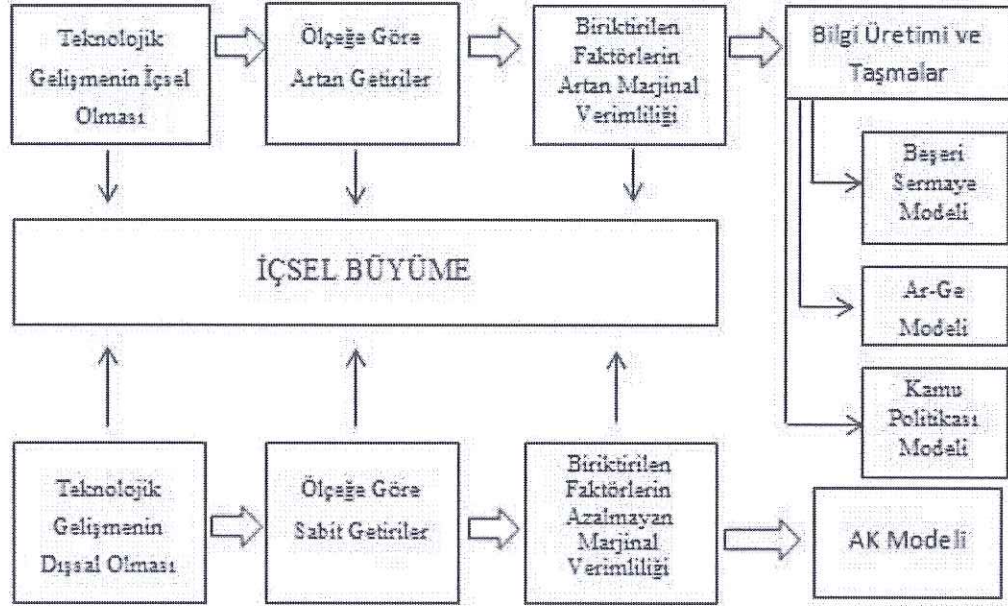 Teknolojik
Gelişmenin İçsel
Olması
Ölçeğe Göre
Artan Getiriler
Biriktirilen
Faktörlerin
Artan Marjinal
Verimliliği
Bilgi Üretimi ve
Taşmalar
Beşeri
Sermaye
Modeli
İÇSEL BÜYÜME
Ar-Ge
Modeli
Kamu
Politikası
Modeli
Teknolojik
Gelişmenin
Dışsal Olması
Ölçeğe Göre
Sabit Getiriler
Biriktirilen
Faktörlerin
Azalmayan
Marjinal
Verimliliği
AK Modeli